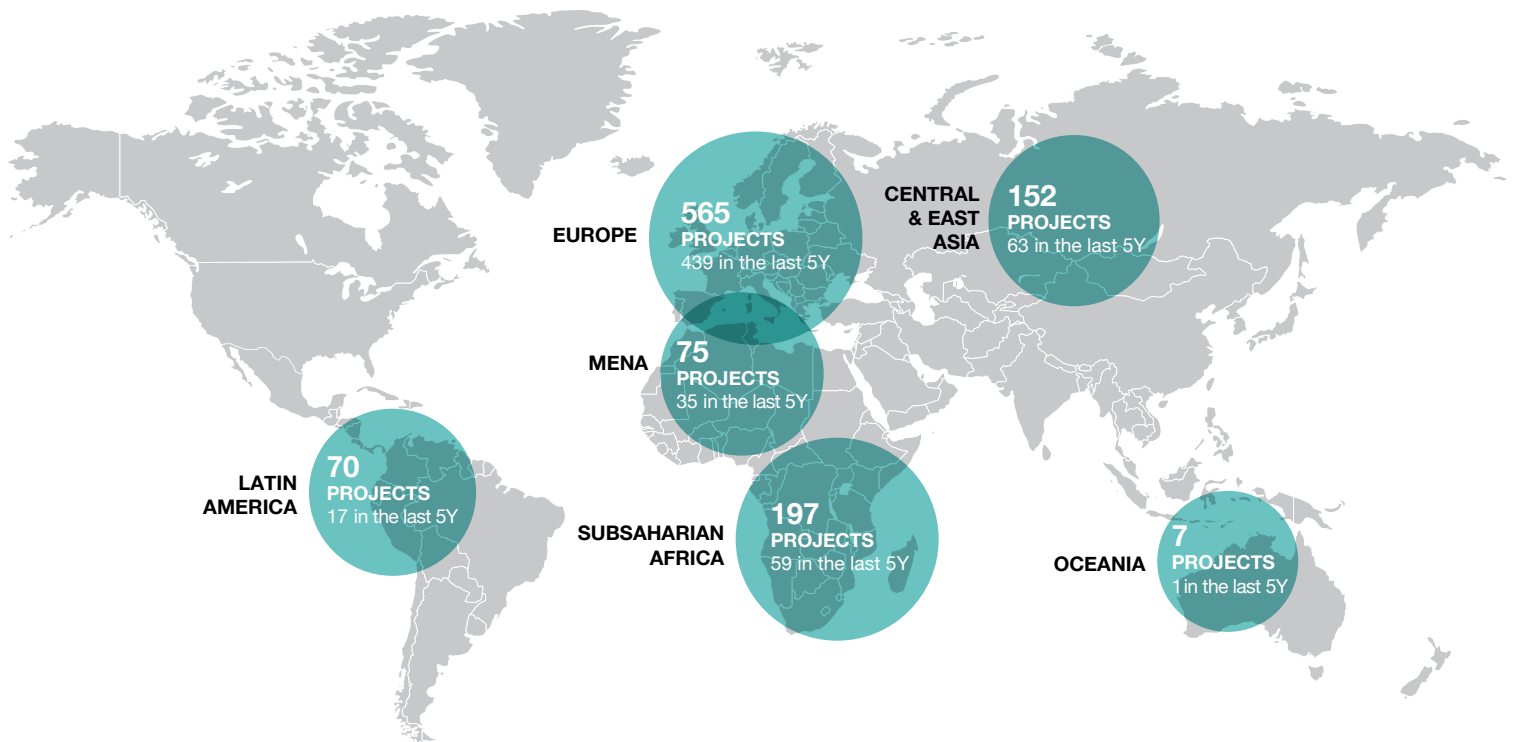 EUROPE
565
PROJECTS
439 in the last 5Y
CENTRAL
& EAST
ASIA
152
PROJECTS
63 in the last 5Y
MENA
75
PROJECTS
35 in the last 5Y
LATIN
AMERICA
70
PROJECTS
17 in the last 5Y
SUBSAHARIAN
AFRICA
197
PROJECTS
59 in the last 5Y
OCEANIA
7
PROJECTS
1 in the last 5Y